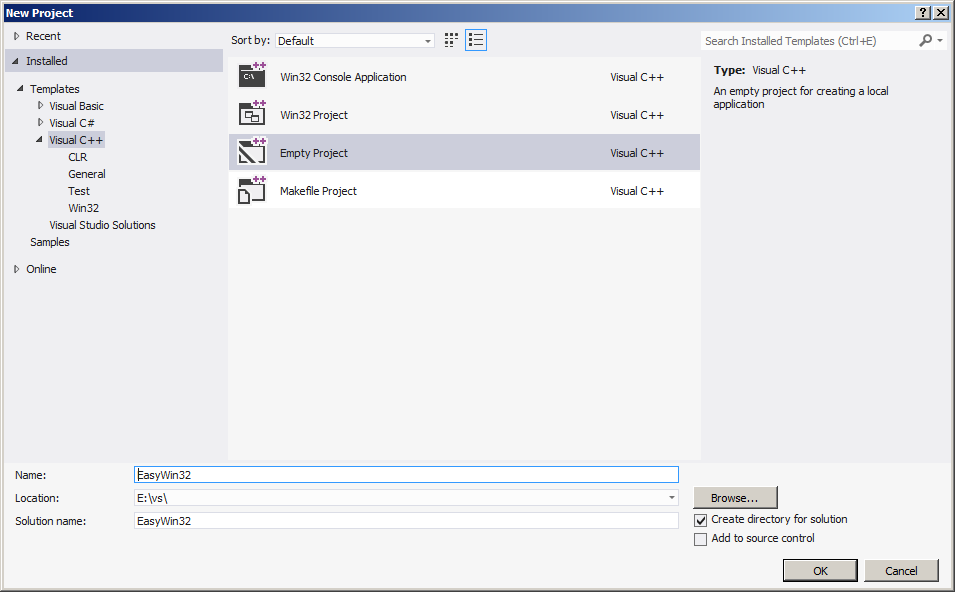 New Project
Recent
Installed
Templates
Visual Basic
Visual C#
Visual C++
CLR
General
Test
Win32
Visual Studio Solutions
Samples
Online
Sort by: Default
Win32 Console Application Visual C++
Win32 Project Visual C++
Empty Project Visual C++
Makefile Project Visual C++
Search Installed Templates (Ctrl+E)
Type: Visual C++
An empty project for creating a local
application
Name: EasyWin32
Location: E:\vs\ Browse...
Solution name: EasyWin32
Create directory for solution
Add to source control
OK Cancel